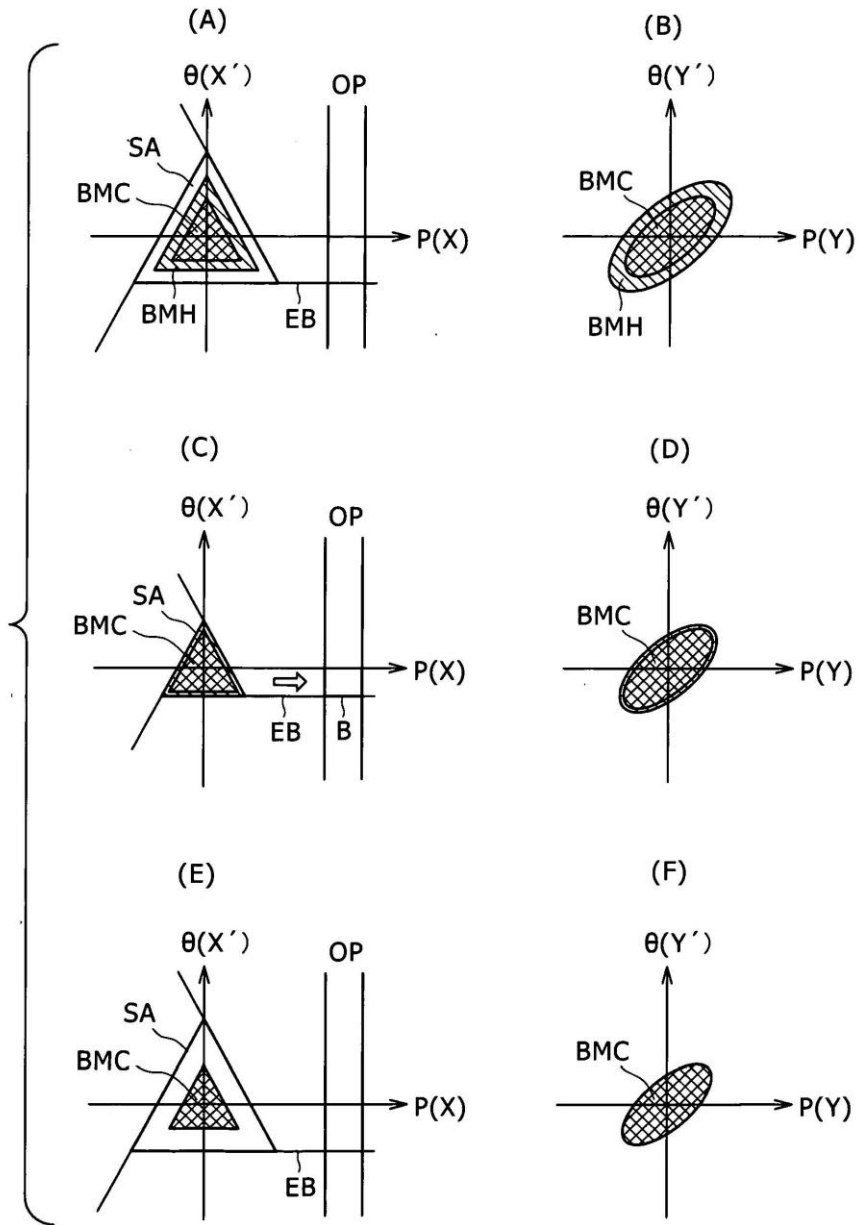 (A)
θ(X´)
OP
SA
BMC
P(X)
BMH
EB
(B)
θ(Y´)
BMC
P(Y)
BMH
(C)
θ(X´)
OP
SA
BMC
P(X)
EB
B
(D)
θ(Y´)
BMC
P(Y)
(E)
θ(X´)
OP
SA
BMC
P(X)
EB
(F)
θ(Y´)
BMC
P(Y)